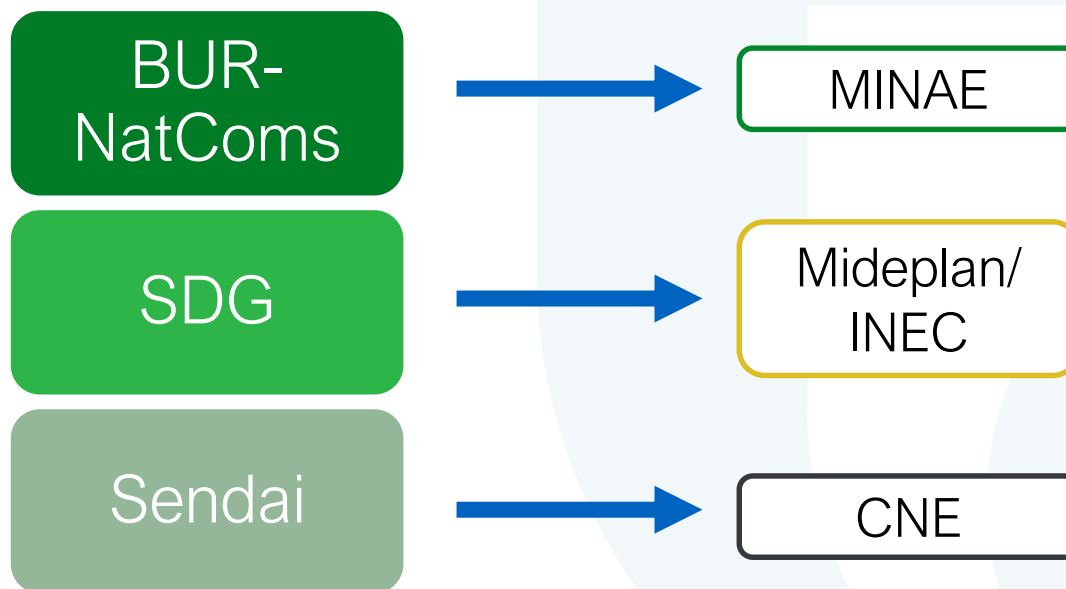 BUR-
NatComs
MINAE
SDG
Mideplan/
INEC
Sendai
CNE